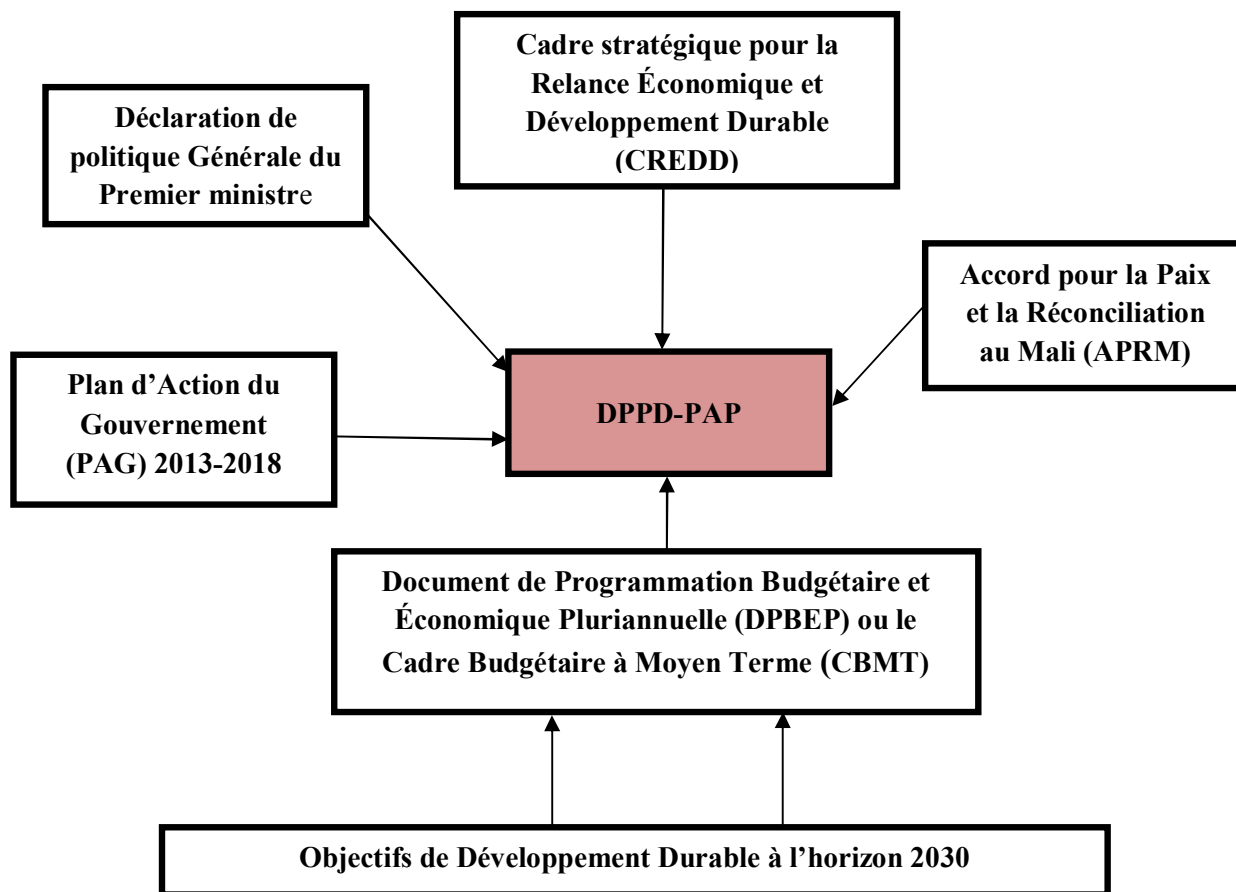 Cadre stratégique pour la
Relance Économique et
Développement Durable
(CREDD)
Déclaration de
politique Générale du
Premier ministre
Accord pour la Paix
et la Réconciliation
au Mali (APRM)
Plan d’Action du
Gouvernement
(PAG) 2013-2018
DPPD-PAP
Document de Programmation Budgétaire et
Économique Pluriannuelle (DPBEP) ou le
Cadre Budgétaire à Moyen Terme (CBMT)
Objectifs de Développement Durable à l’horizon 2030